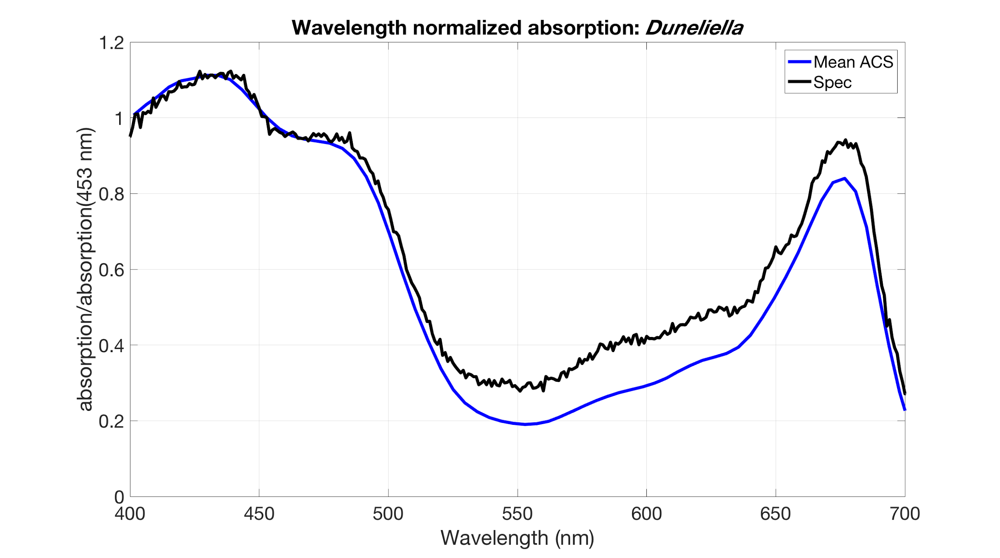 Wavelength normalized absorption: Duneliella
1.2
1
0.8
0.6
0.4
0.2
0
absorption/absorption(453 nm)
Mean ACS
Spec
400 450 500 550 600 650 700
Wavelength (nm)